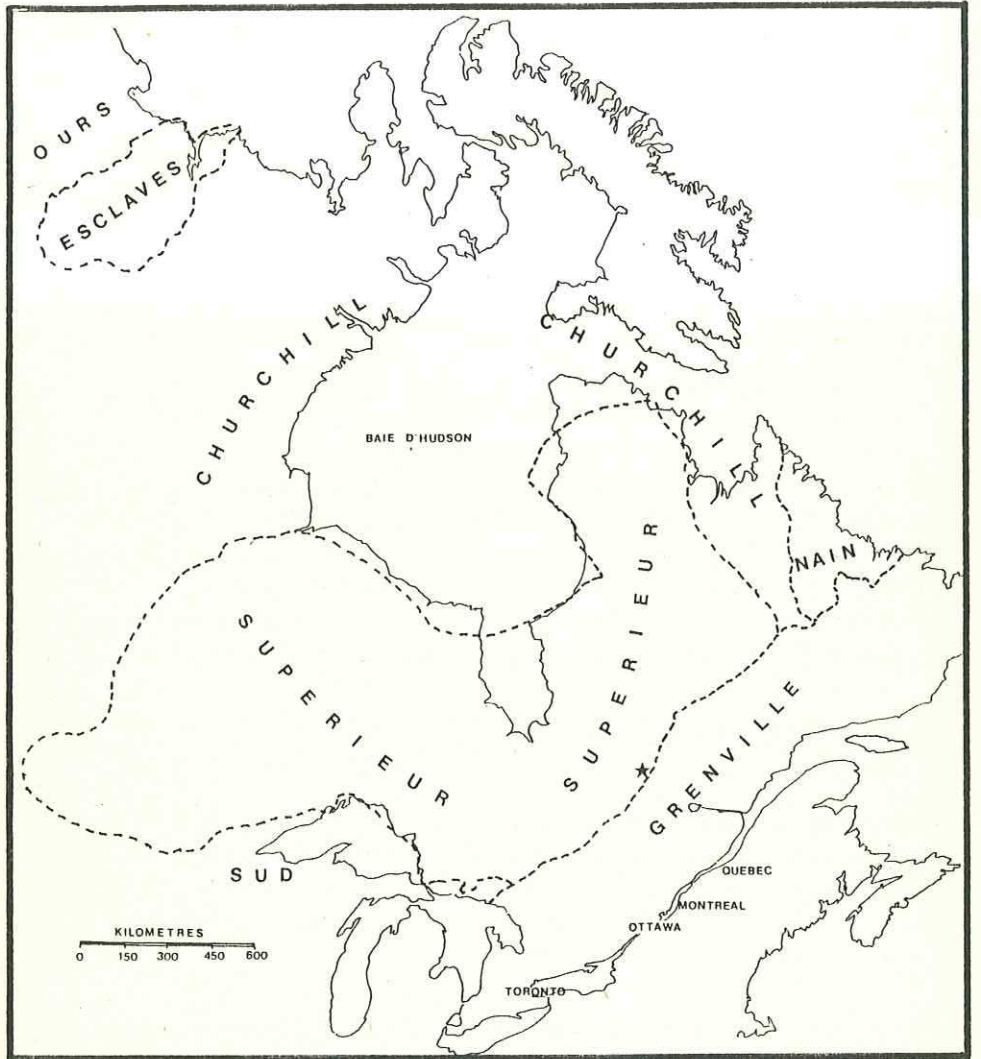 OURS
ESCLAVES
CHURCHILL
CHURCHILL
BAIE D'HUDSON
NAIN
SUPERIEUR
SUPERIEUR
GRENVILLE
SUD
QUEBEC
MONTREAL
OTTAWA
TORONTO
KILOMETRES
0 150 300 450 600